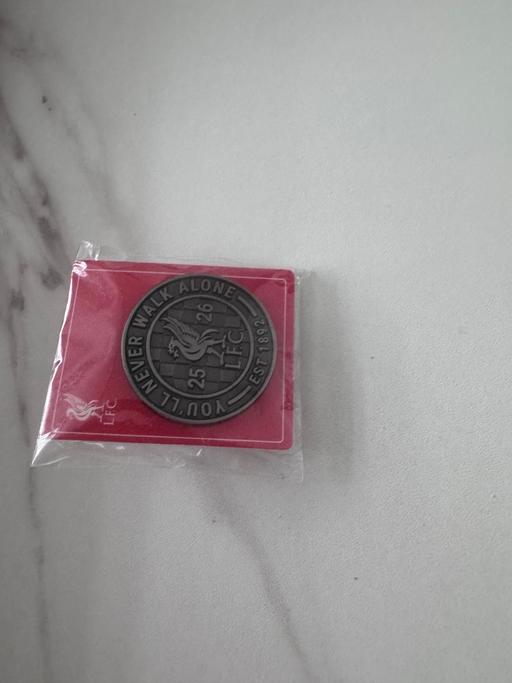 YOU'LL NEVER WALK ALONE
25 26
LFC
EST 1892
LFC